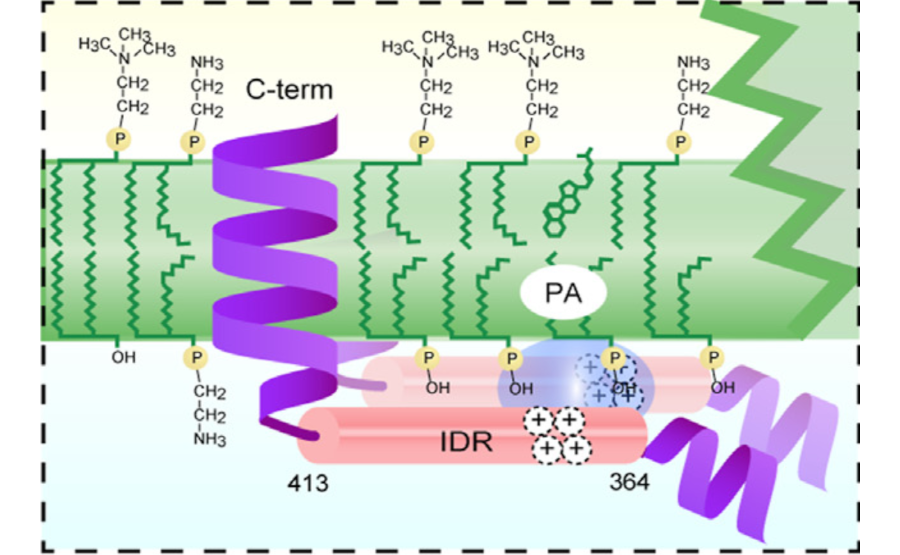 H3C CH3 CH3
N
CH2
CH2
P
NH3
CH2
CH2
P
C-term
H3C CH3 CH3
N
CH2
CH2
P
H3C CH3 CH3
N
CH2
CH2
P
NH3
CH2
CH2
P
PA
OH
P
CH2
CH2
NH3
P
OH
P
OH
P
OH
P
OH
+ +
+ +
IDR
+ +
+ +
413
364